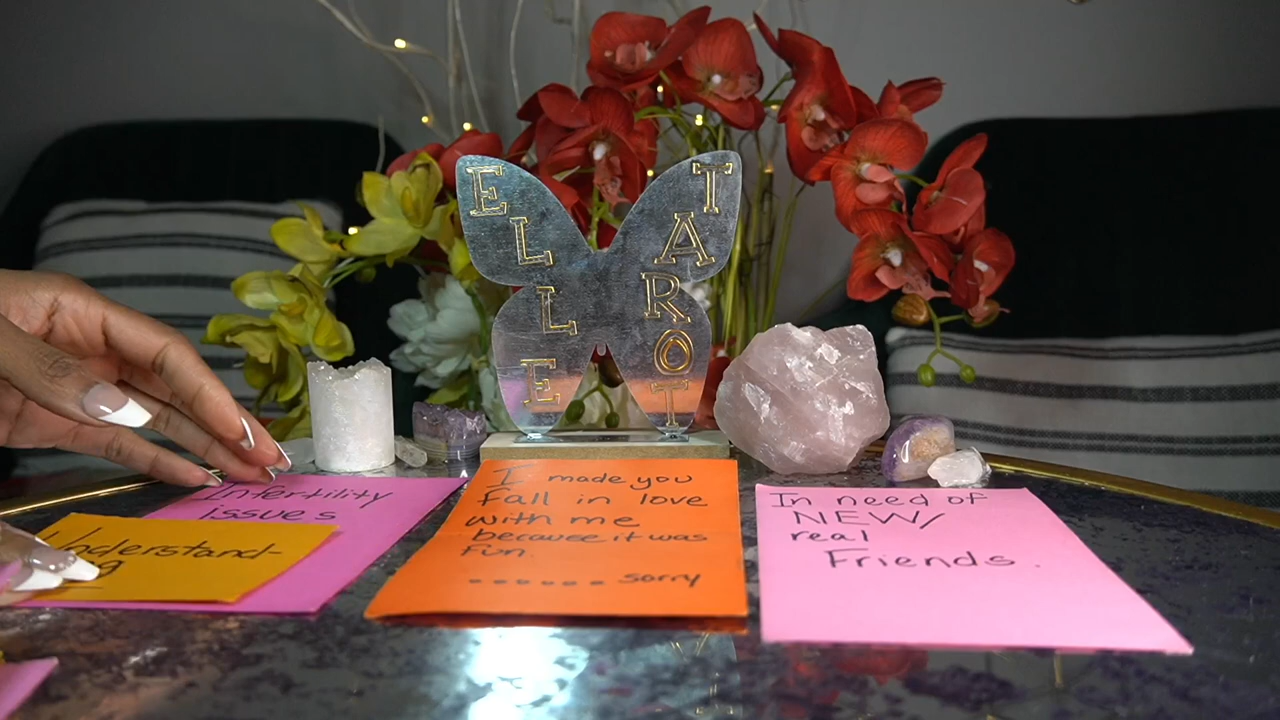 ELLE
TAROT
Infertility
issues
Understand-
I made you
Fall in love
with me
because it was
fun.
...... sorry
In need of
NEW/
real
Friends.